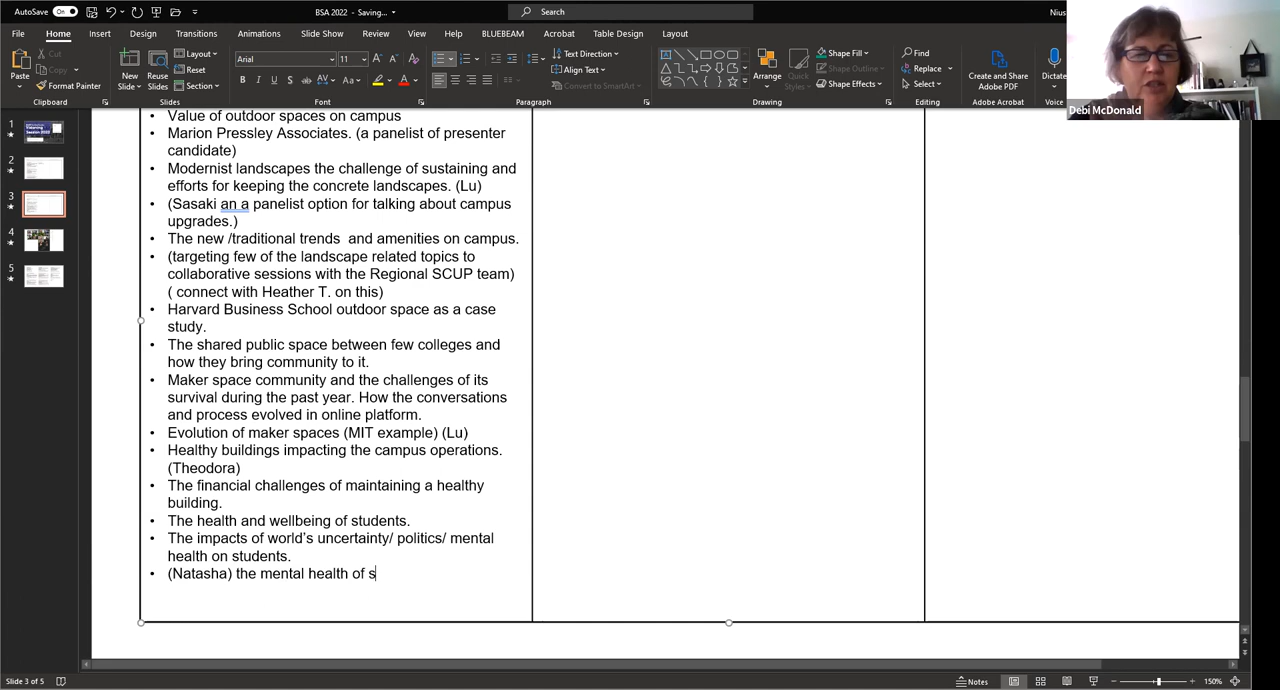 AutoSave On BSA 2022 - Saving... Search Nius
File Home Insert Design Transitions Animations Slide Show Review View Help BLUEBEAM Acrobat Table Design Layout
Paste
Cut
Copy
Format Painter
Clipboard
New Slide
Reuse Slides
Layout
Reset
Section
Slides
Arial 11
Font
Paragraph
Text Direction
Align Text
Convert to SmartArt
Arrange
Quick Styles
Shape Fill
Shape Outline
Shape Effects
Drawing
Find
Replace
Select
Editing
Create and Share Adobe PDF
Adobe Acrobat
Dictate
Voice
Debi McDonald
1
2
3
4
5
Value of outdoor spaces on campus
• Marion Pressley Associates. (a panelist of presenter
candidate)
• Modernist landscapes the challenge of sustaining and
efforts for keeping the concrete landscapes. (Lu)
• (Sasaki an a panelist option for talking about campus
upgrades.)
• The new /traditional trends  and amenities on campus.
• (targeting few of the landscape related topics to
collaborative sessions with the Regional SCUP team)
( connect with Heather T. on this)
• Harvard Business School outdoor space as a case
study.
• The shared public space between few colleges and
how they bring community to it.
• Maker space community and the challenges of its
survival during the past year. How the conversations
and process evolved in online platform.
• Evolution of maker spaces (MIT example) (Lu)
• Healthy buildings impacting the campus operations.
(Theodora)
• The financial challenges of maintaining a healthy
building.
• The health and wellbeing of students.
• The impacts of world's uncertainty/ politics/ mental
health on students.
• (Natasha) the mental health of s
Slide 3 of 5 Notes 150%